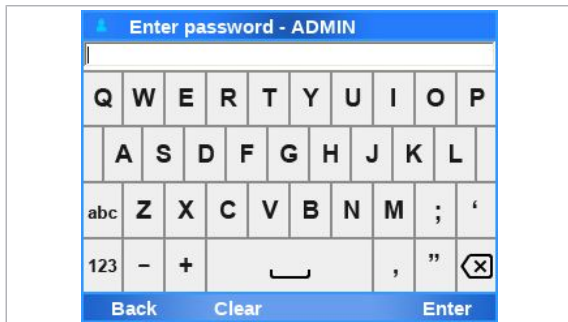 Enter password - ADMIN
Q W E R T Y U I O P
A S D F G H J K L
abc Z X C V B N M ; ‘
123 - + , ”
Back Clear Enter